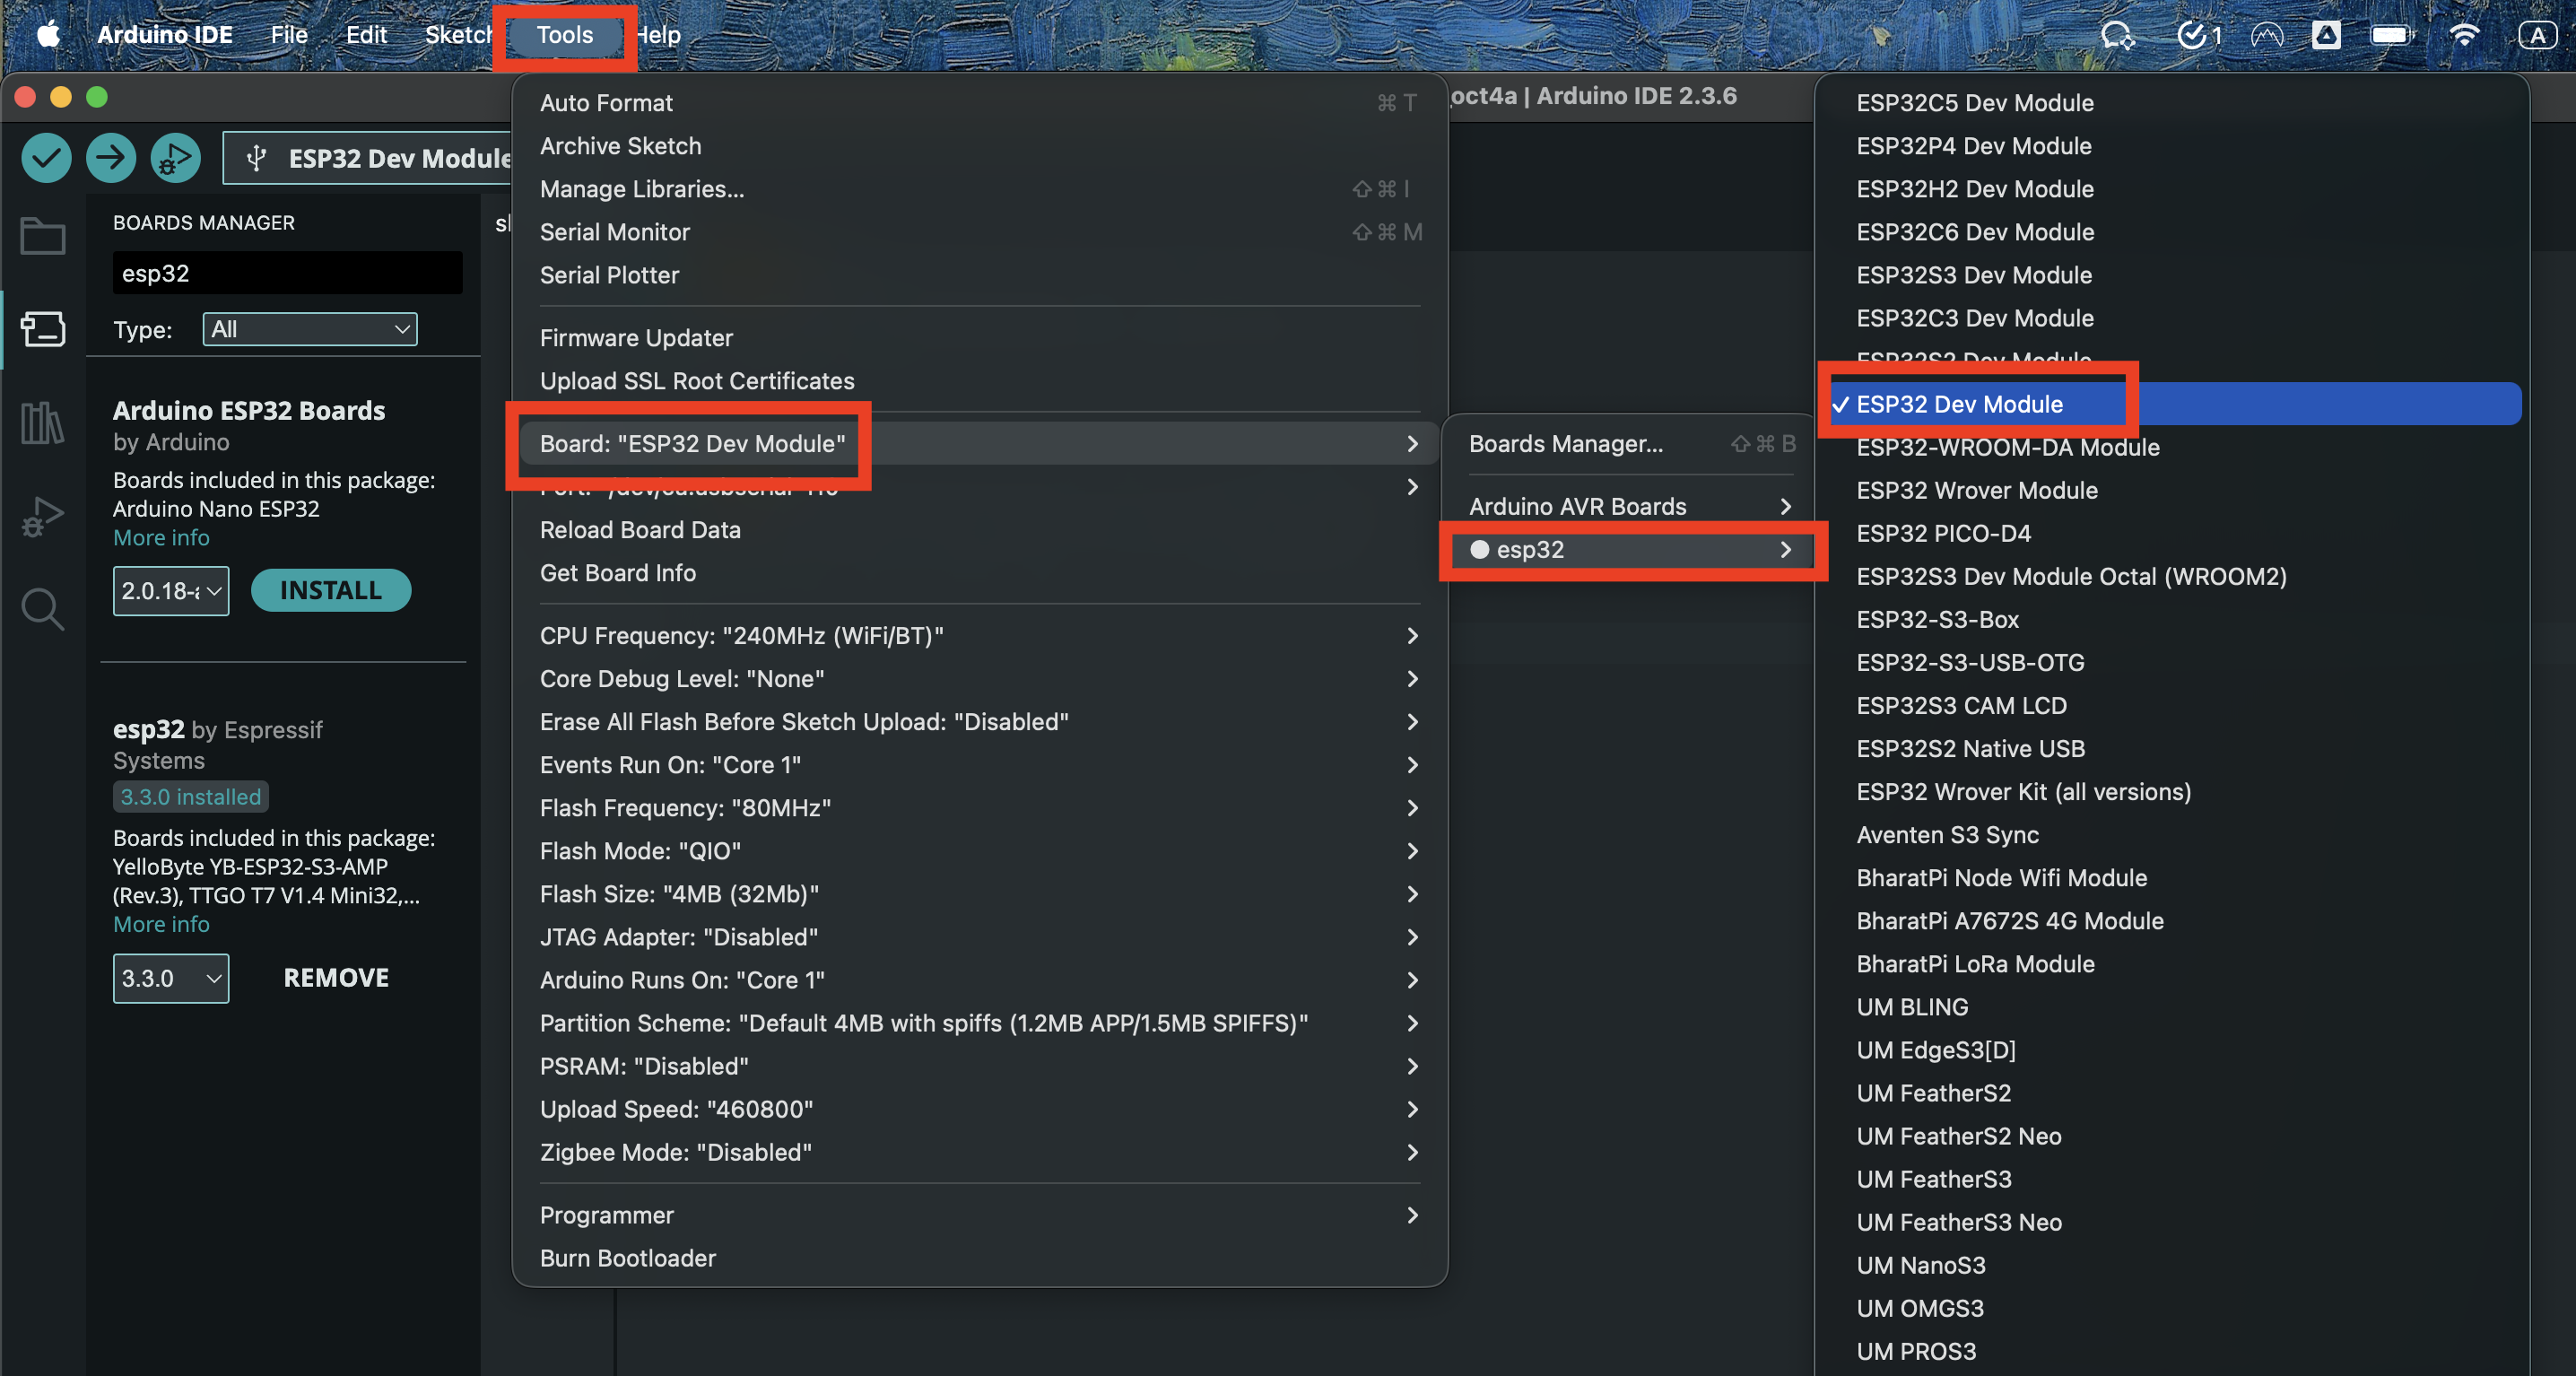 Arduino IDE File Edit Sketch Tools Help
1 A
oct4a | Arduino IDE 2.3.6
ESP32 Dev Module
BOARDS MANAGER
esp32
Type: All
Arduino ESP32 Boards
by Arduino
Boards included in this package:
Arduino Nano ESP32
More info
2.0.18-a INSTALL
esp32 by Espressif
Systems
3.3.0 installed
Boards included in this package:
YelloByte YB-ESP32-S3-AMP
(Rev.3), TTGO T7 V1.4 Mini32,...
More info
3.3.0 REMOVE
Auto Format ⌘ T
Archive Sketch
Manage Libraries... ⇧ ⌘ I
Serial Monitor ⇧ ⌘ M
Serial Plotter
Firmware Updater
Upload SSL Root Certificates
Board: "ESP32 Dev Module"
Reload Board Data
Get Board Info
CPU Frequency: "240MHz (WiFi/BT)"
Core Debug Level: "None"
Erase All Flash Before Sketch Upload: "Disabled"
Events Run On: "Core 1"
Flash Frequency: "80MHz"
Flash Mode: "QIO"
Flash Size: "4MB (32Mb)"
JTAG Adapter: "Disabled"
Arduino Runs On: "Core 1"
Partition Scheme: "Default 4MB with spiffs (1.2MB APP/1.5MB SPIFFS)"
PSRAM: "Disabled"
Upload Speed: "460800"
Zigbee Mode: "Disabled"
Programmer
Burn Bootloader
Boards Manager... ⇧ ⌘ B
Arduino AVR Boards
esp32
ESP32C5 Dev Module
ESP32P4 Dev Module
ESP32H2 Dev Module
ESP32C6 Dev Module
ESP32S3 Dev Module
ESP32C3 Dev Module
ESP32S2 Dev Module
✓ ESP32 Dev Module
ESP32-WROOM-DA Module
ESP32 Wrover Module
ESP32 PICO-D4
ESP32S3 Dev Module Octal (WROOM2)
ESP32-S3-Box
ESP32-S3-USB-OTG
ESP32S3 CAM LCD
ESP32S2 Native USB
ESP32 Wrover Kit (all versions)
Aventen S3 Sync
BharatPi Node Wifi Module
BharatPi A7672S 4G Module
BharatPi LoRa Module
UM BLING
UM EdgeS3[D]
UM FeatherS2
UM FeatherS2 Neo
UM FeatherS3
UM FeatherS3 Neo
UM NanoS3
UM OMGS3
UM PROS3